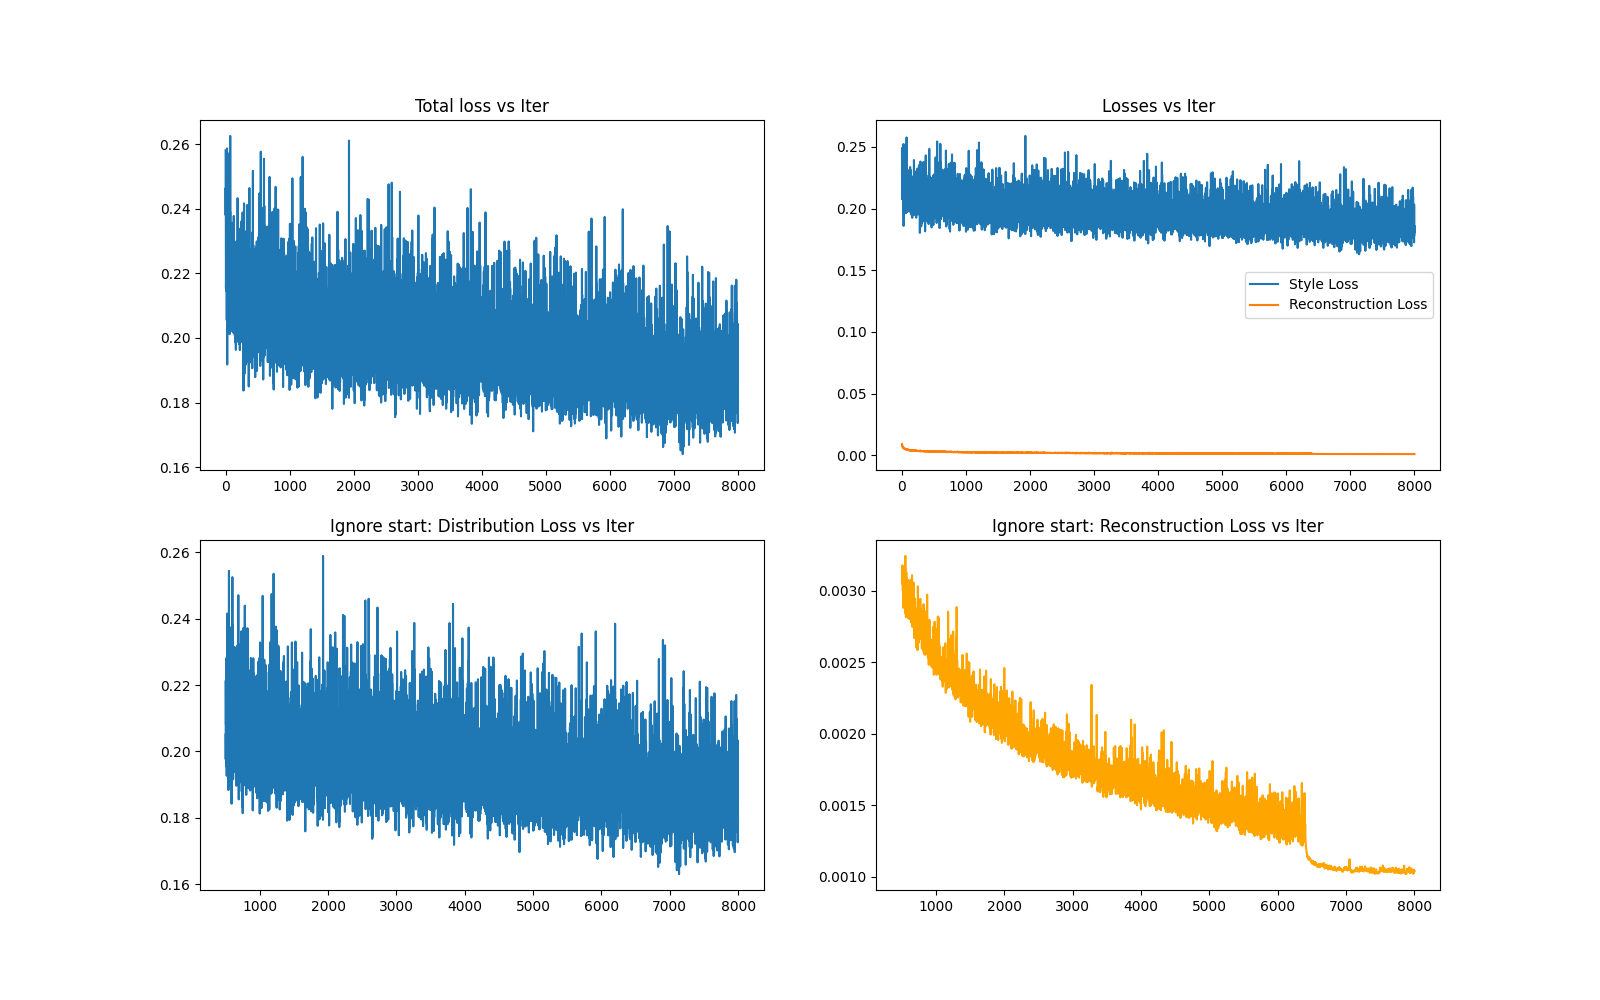 Total loss vs Iter
0.26
0.24
0.22
0.20
0.18
0.16
0 1000 2000 3000 4000 5000 6000 7000 8000
Losses vs Iter
0.25
0.20
0.15
0.10
0.05
0.00
Style Loss
Reconstruction Loss
0 1000 2000 3000 4000 5000 6000 7000 8000
Ignore start: Distribution Loss vs Iter
0.26
0.24
0.22
0.20
0.18
0.16
1000 2000 3000 4000 5000 6000 7000 8000
Ignore start: Reconstruction Loss vs Iter
0.0030
0.0025
0.0020
0.0015
0.0010
1000 2000 3000 4000 5000 6000 7000 8000